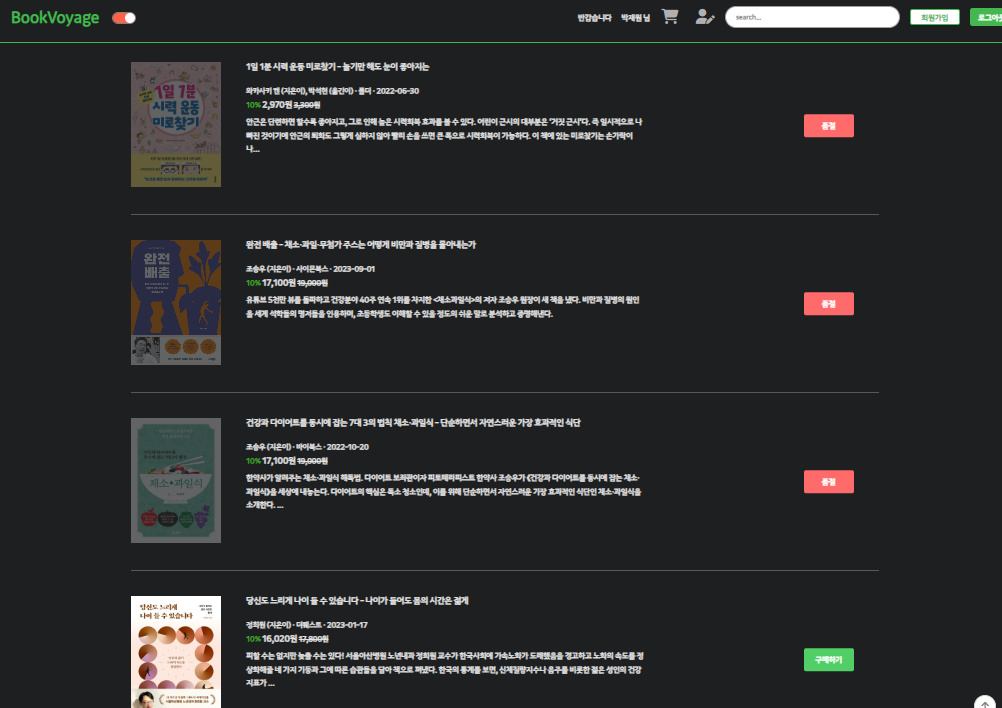 BookVoyage
반갑습니다 박재원 님
search...
회원가입
로그아웃
1일 1분 시력 운동 미로찾기 - 놀기만 해도 눈이 좋아지는
와카사키 켄 (지은이), 박석현 (옮긴이) · 폴더 · 2022-06-30
10% 2,970원 3,300원
안근은 단련하면 할수록 좋아지고, 그로 인해 높은 시력회복 효과를 볼 수 있다. 어린이 근시의 대부분은 '거짓 근시'다. 즉 일시적으로 나
빠진 것이기에 안근의 퇴화도 그렇게 심하지 않아 빨리 손을 쓰면 큰 폭으로 시력회복이 가능하다. 이 책에 있는 미로찾기는 손가락이
나...
품절
1일 1분
시력 운동
미로찾기
완전 배출 - 채소·과일·무첨가 주스는 어떻게 비만과 질병을 몰아내는가
조승우 (지은이) · 사이몬북스 · 2023-09-01
10% 17,100원 19,000원
유튜브 5천만 뷰를 돌파하고 건강분야 40주 연속 1위를 차지한 <채소과일식>의 저자 조승우 원장이 새 책을 냈다. 비만과 질병의 원인
을 세계 석학들의 명저들을 인용하며, 초등학생도 이해할 수 있을 정도의 쉬운 말로 분석하고 증명해낸다.
품절
완전
배출
건강과 다이어트를 동시에 잡는 7대 3의 법칙 채소·과일식 - 단순하면서 자연스러운 가장 효과적인 식단
조승우 (지은이) · 바이북스 · 2022-10-20
10% 17,100원 19,000원
한약사가 알려주는 채소·과일식 해독법. 다이어트 보좌관이자 피토테라피스트 한약사 조승우가 《건강과 다이어트를 동시에 잡는 채소·
과일식》을 세상에 내놓는다. 다이어트의 핵심은 독소 청소인데, 이를 위해 단순하면서 자연스러운 가장 효과적인 식단인 채소·과일식을
소개한다. ...
품절
채소·과일식
당신도 느리게 나이 들 수 있습니다 - 나이가 들어도 몸의 시간은 젊게
정희원 (지은이) · 더퀘스트 · 2023-01-17
10% 16,020원 17,800원
피할 수는 없지만 늦출 수는 있다! 서울아산병원 노년내과 정희원 교수가 한국사회에 가속노화가 도래했음을 경고하고 노화의 속도를 정
상화해줄 네 가지 기둥과 그에 따른 습관들을 담아 책으로 펴냈다. 한국의 통계를 보면, 신체질량지수나 음주를 비롯한 젊은 성인의 건강
지표가 ...
구매하기
당신도 느리게
나이 들 수 있습니다